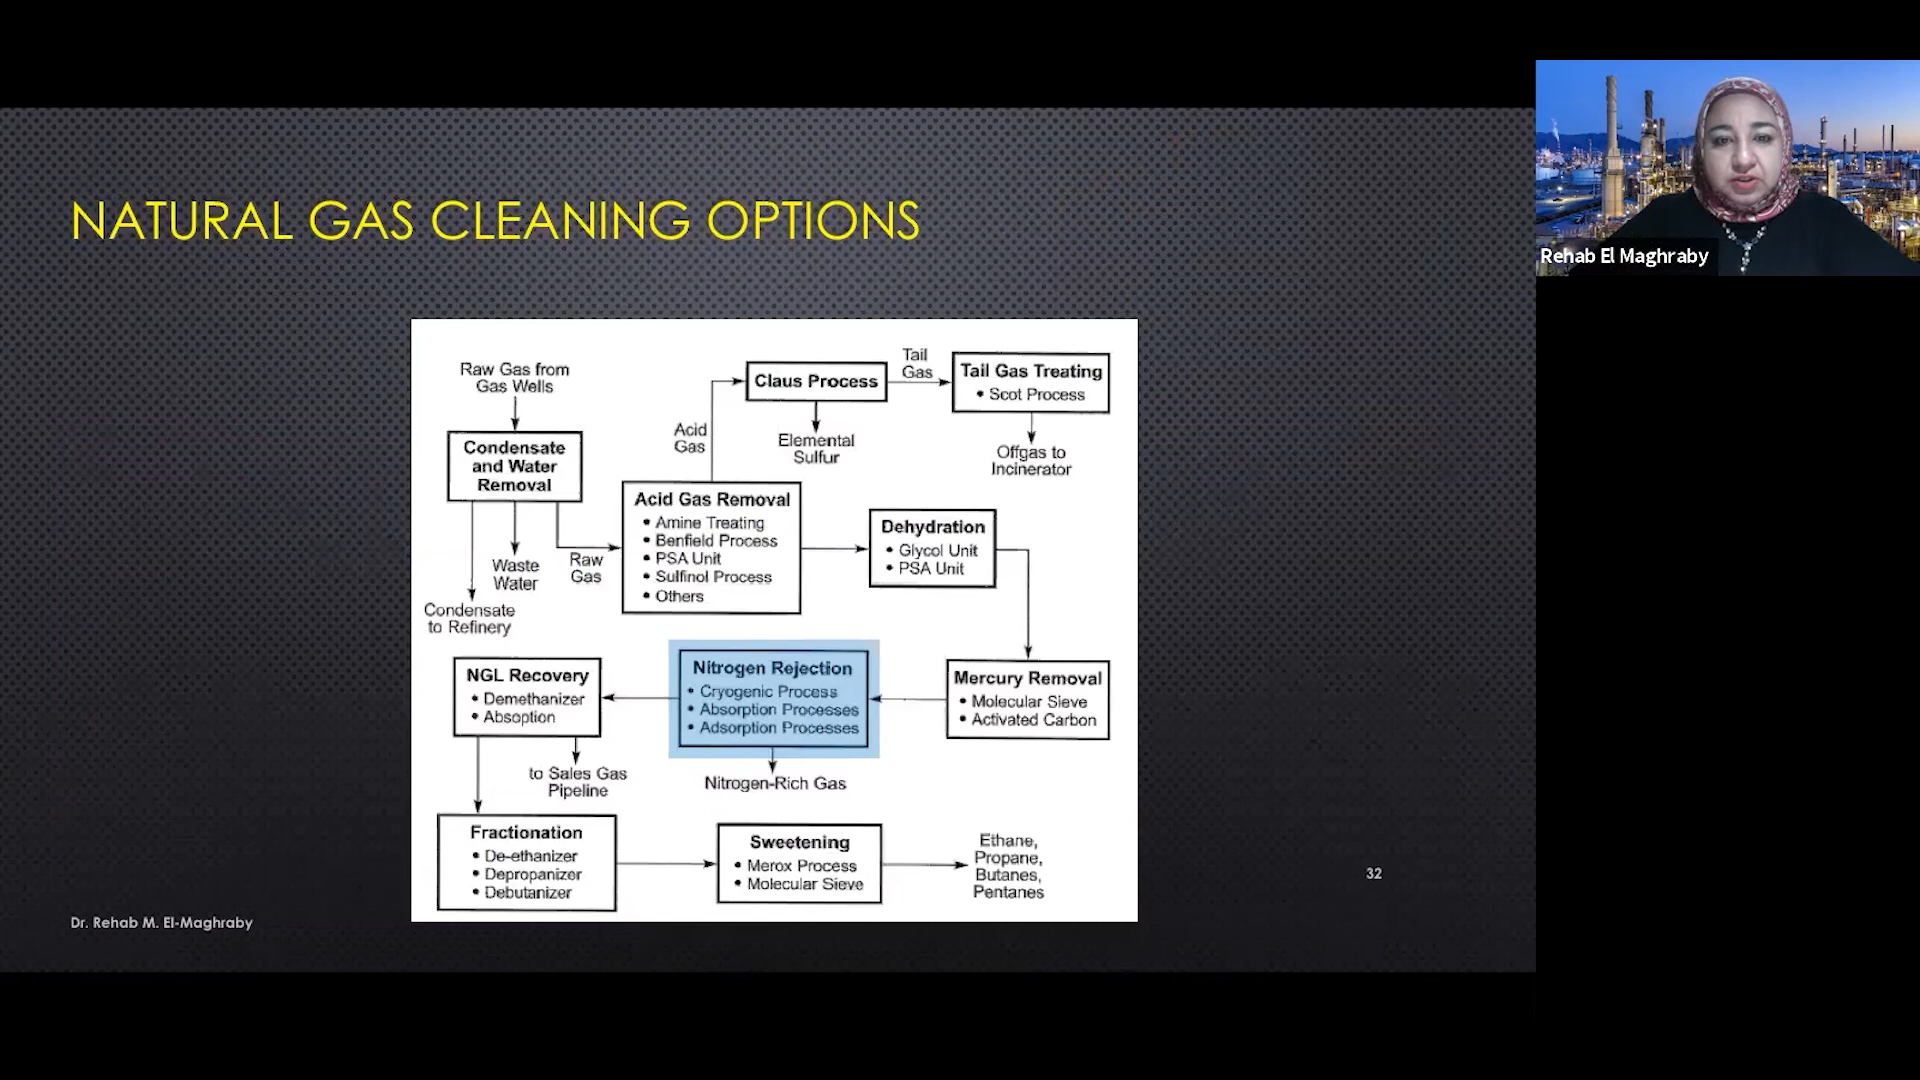 NATURAL GAS CLEANING OPTIONS
Rehab El Maghraby
Raw Gas from
Gas Wells
Condensate
and Water
Removal
Waste
Water
Condensate
to Refinery
Raw
Gas
Acid Gas Removal
• Amine Treating
• Benfield Process
• PSA Unit
• Sulfinol Process
• Others
Acid
Gas
Claus Process
Elemental
Sulfur
Tail
Gas
Tail Gas Treating
• Scot Process
Offgas to
Incinerator
Dehydration
• Glycol Unit
• PSA Unit
Mercury Removal
• Molecular Sieve
• Activated Carbon
Nitrogen Rejection
• Cryogenic Process
• Absorption Processes
• Adsorption Processes
Nitrogen-Rich Gas
NGL Recovery
• Demethanizer
• Absoption
to Sales Gas
Pipeline
Fractionation
• De-ethanizer
• Depropanizer
• Debutanizer
Sweetening
• Merox Process
• Molecular Sieve
Ethane,
Propane,
Butanes,
Pentanes
32
Dr. Rehab M. El-Maghraby